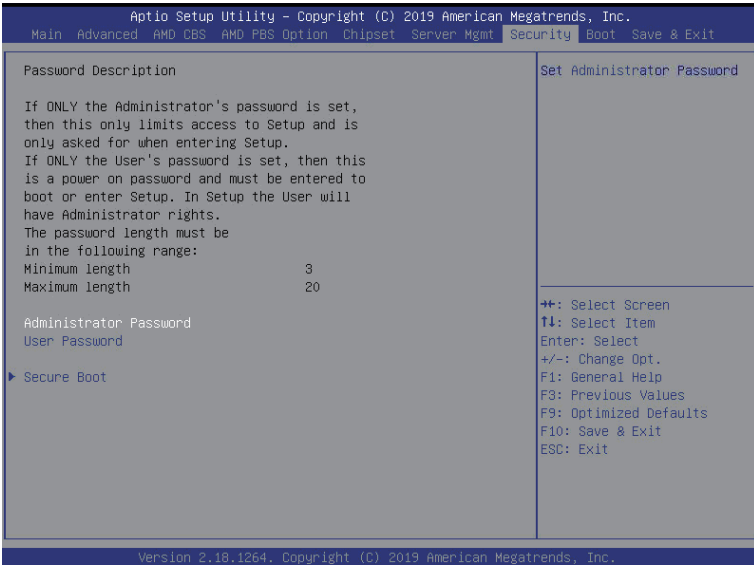 Aptio Setup Utility – Copyright (C) 2019 American Megatrends, Inc.
Main Advanced AMD CBS AMD PBS Option Chipset Server Mgmt Security Boot Save & Exit
Password Description
If ONLY the Administrator's password is set,
then this only limits access to Setup and is
only asked for when entering Setup.
If ONLY the User's password is set, then this
is a power on password and must be entered to
boot or enter Setup. In Setup the User will
have Administrator rights.
The password length must be
in the following range:
Minimum length 3
Maximum length 20
Administrator Password
User Password
▶ Secure Boot
Set Administrator Password
→←: Select Screen
↑↓: Select Item
Enter: Select
+/-: Change Opt.
F1: General Help
F3: Previous Values
F9: Optimized Defaults
F10: Save & Exit
ESC: Exit
Version 2.18.1264. Copyright (C) 2019 American Megatrends, Inc.